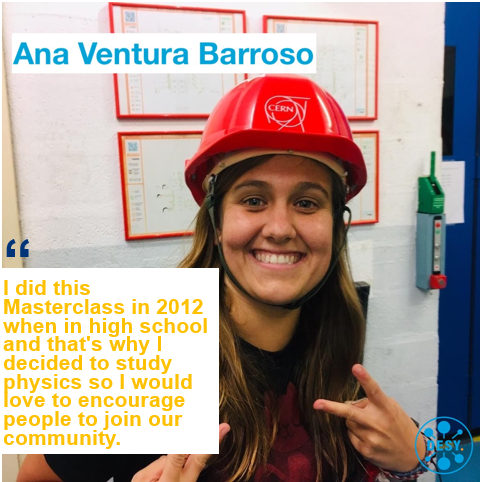 Ana Ventura Barroso
CERN
“
I did this
Masterclass in 2012
when in high school
and that's why I
decided to study
physics so I would
love to encourage
people to join our
community.
DESY.